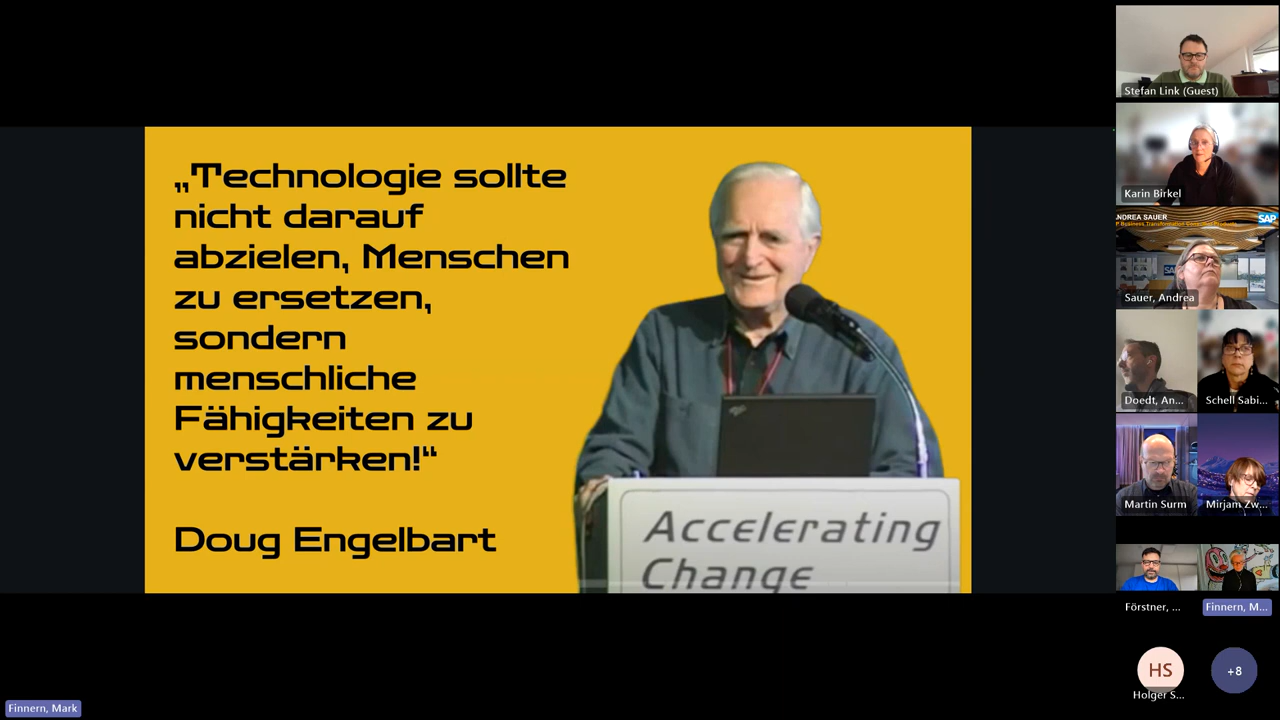 „Technologie sollte
nicht darauf
abzielen, Menschen
zu ersetzen,
sondern
menschliche
Fähigkeiten zu
verstärken!“
Doug Engelbart
Accelerating
Change
Stefan Link (Guest)
Karin Birkel
ANDREA SAUER
SAP
Sauer, Andrea
Doedt, An...
Schell Sabi...
Martin Surm
Mirjam Zw...
Förstner, ...
Finnern, M...
HS
Holger S...
+8
Finnern, Mark